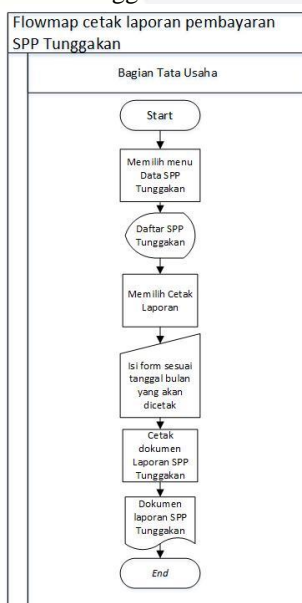 Flowmap cetak laporan pembayaran
SPP Tunggakan
Bagian Tata Usaha
Start
Memilih menu
Data SPP
Tunggakan
Daftar SPP
Tunggakan
Memilih Cetak
Laporan
Isi form sesuai
tanggal bulan
yang akan
dicetak
Cetak
dokumen
Laporan SPP
Tunggakan
Dokumen
laporan SPP
Tunggakan
End